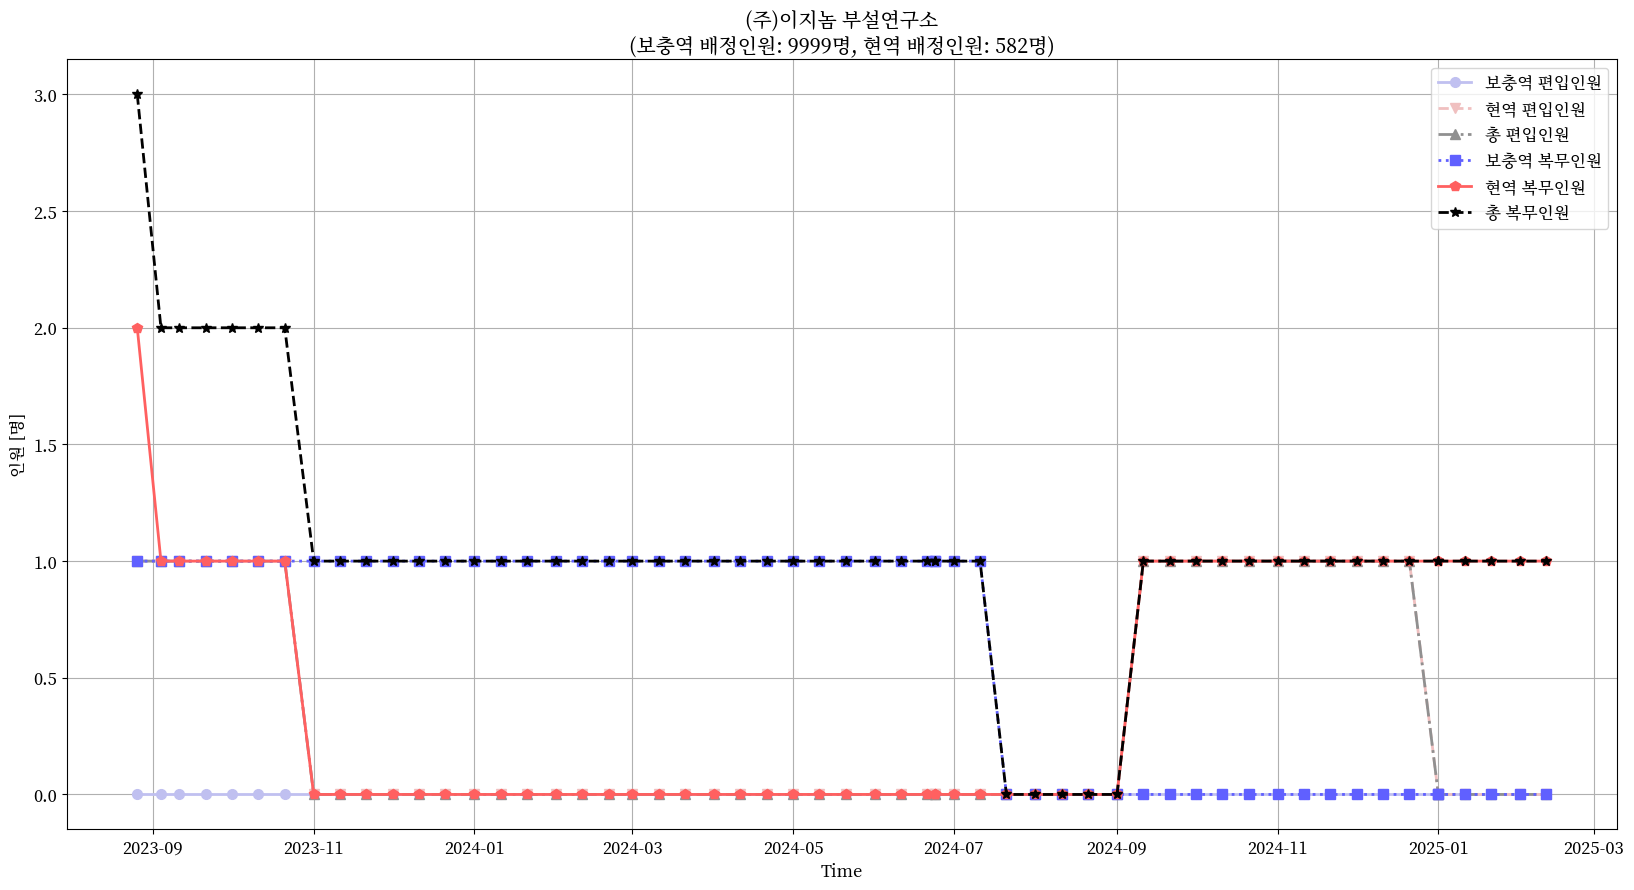 (주)이지놈 부설연구소
(보충역 배정인원: 9999명, 현역 배정인원: 582명)
보충역 편입인원
현역 편입인원
총 편입인원
보충역 복무인원
현역 복무인원
총 복무인원
인원 [명]
3.0
2.5
2.0
1.5
1.0
0.5
0.0
2023-09 2023-11 2024-01 2024-03 2024-05 2024-07 2024-09 2024-11 2025-01 2025-03
Time